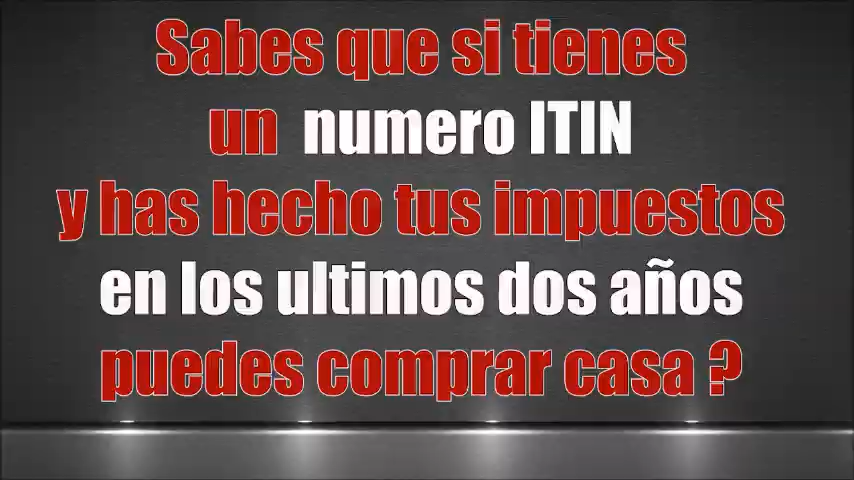 Sabes que si tienes
un numero ITIN
y has hecho tus impuestos
en los ultimos dos años
puedes comprar casa ?